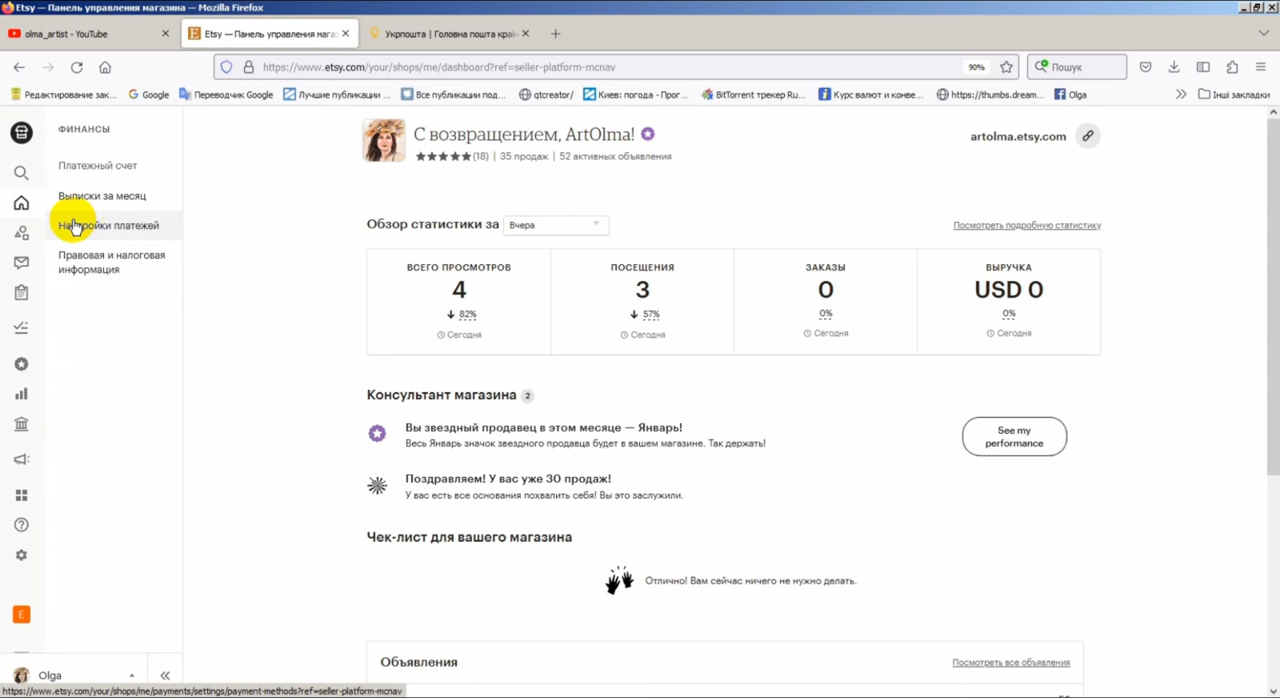 Etsy — Панель управления магазина — Mozilla Firefox
olma_artist - YouTube
Etsy — Панель управления мага
Укрпошта | Головна пошта краї
https://www.etsy.com/your/shops/me/dashboard?ref=seller-platform-mcnav
90%
Пошук
Редактирование зак...
Google
Переводчик Google
Лучшие публикации ...
Все публикации под...
qtcreator/
Киев: погода - Прог...
BitTorrent трекер Ru...
Курс валют и конве...
https://thumbs.dream...
Olga
Інші закладки
ФИНАНСЫ
Платежный счет
Выписки за месяц
Настройки платежей
Правовая и налоговая
информация
С возвращением, ArtOlma!
(18) | 35 продаж | 52 активных объявления
artolma.etsy.com
Обзор статистики за
Вчера
Посмотреть подробную статистику
ВСЕГО ПРОСМОТРОВ
4
82%
Сегодня
ПОСЕЩЕНИЯ
3
57%
Сегодня
ЗАКАЗЫ
0
0%
Сегодня
ВЫРУЧКА
USD 0
0%
Сегодня
Консультант магазина 2
Вы звездный продавец в этом месяце — Январь!
Весь Январь значок звездного продавца будет в вашем магазине. Так держать!
See my
performance
Поздравляем! У вас уже 30 продаж!
У вас есть все основания похвалить себя! Вы это заслужили.
Чек-лист для вашего магазина
Отлично! Вам сейчас ничего не нужно делать.
Объявления
Посмотреть все объявления
E
Olga
https://www.etsy.com/your/shops/me/payments/settings/payment-methods?ref=seller-platform-mcnav